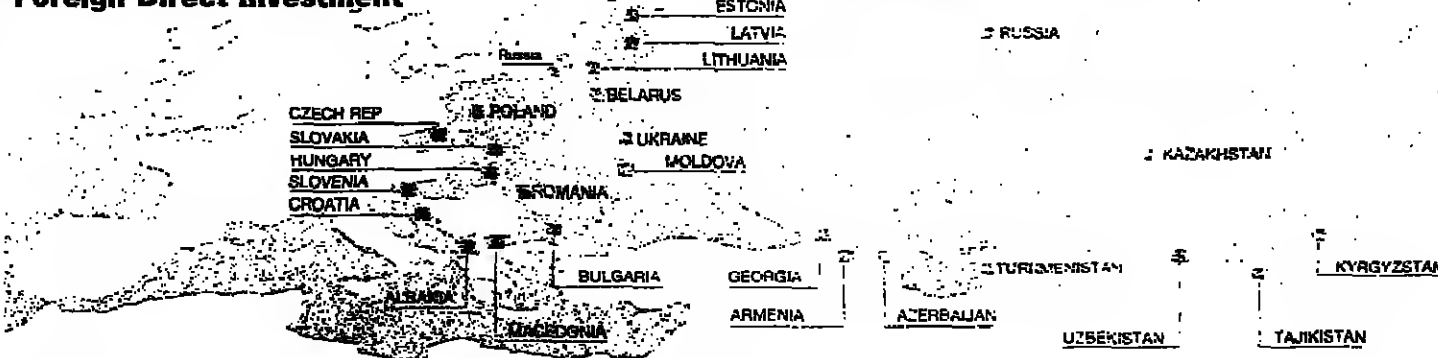 Foreign Direct Investment
ESTONIA
LATVIA
RUSSIA
Russia
LITHUANIA
BELARUS
CZECH REP
POLAND
SLOVAKIA
UKRAINE
HUNGARY
MOLDOVA
KAZAKHSTAN
SLOVENIA
ROMANIA
CROATIA
BULGARIA
GEORGIA
TURKMENISTAN
KYRGYZSTAN
ALBANIA
ARMENIA
AZERBAIJAN
MACEDONIA
UZBEKISTAN
TAJIKISTAN